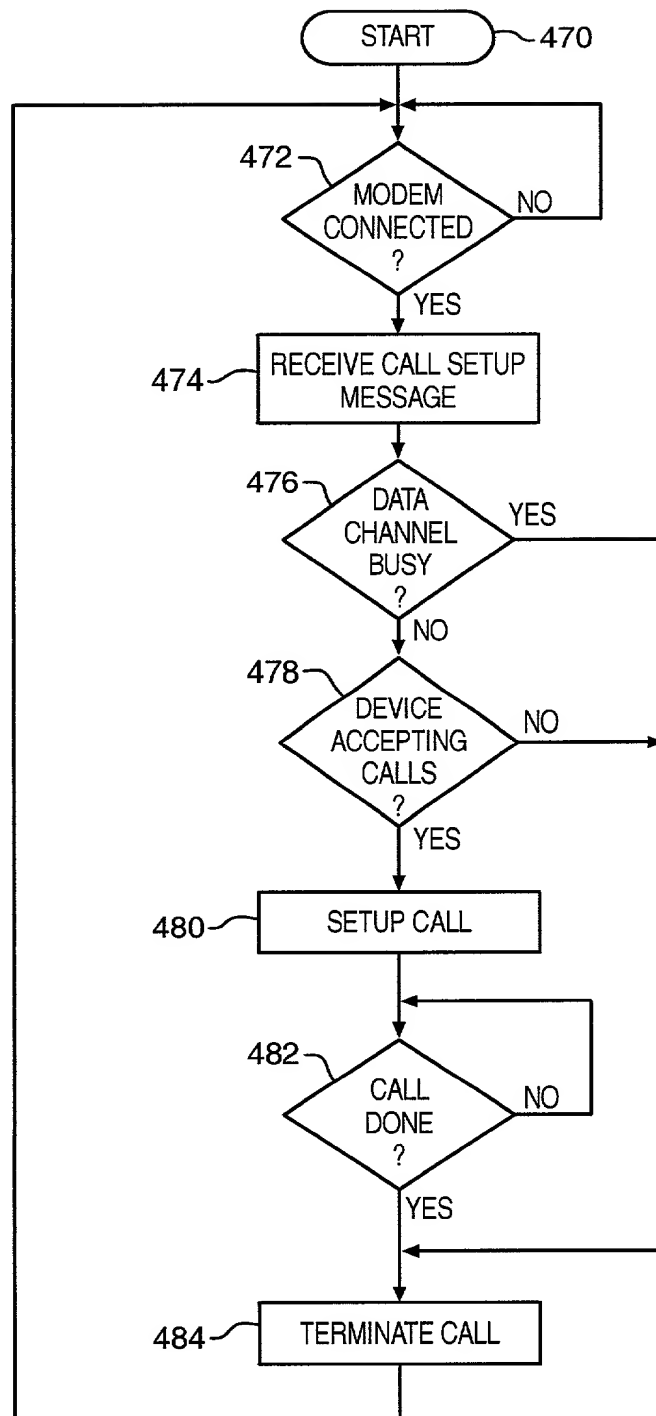 START
470
472
MODEM
CONNECTED
?
NO
YES
474
RECEIVE CALL SETUP
MESSAGE
476
DATA
CHANNEL
BUSY
?
YES
NO
478
DEVICE
ACCEPTING
CALLS
?
NO
YES
480
SETUP CALL
482
CALL
DONE
?
NO
YES
484
TERMINATE CALL